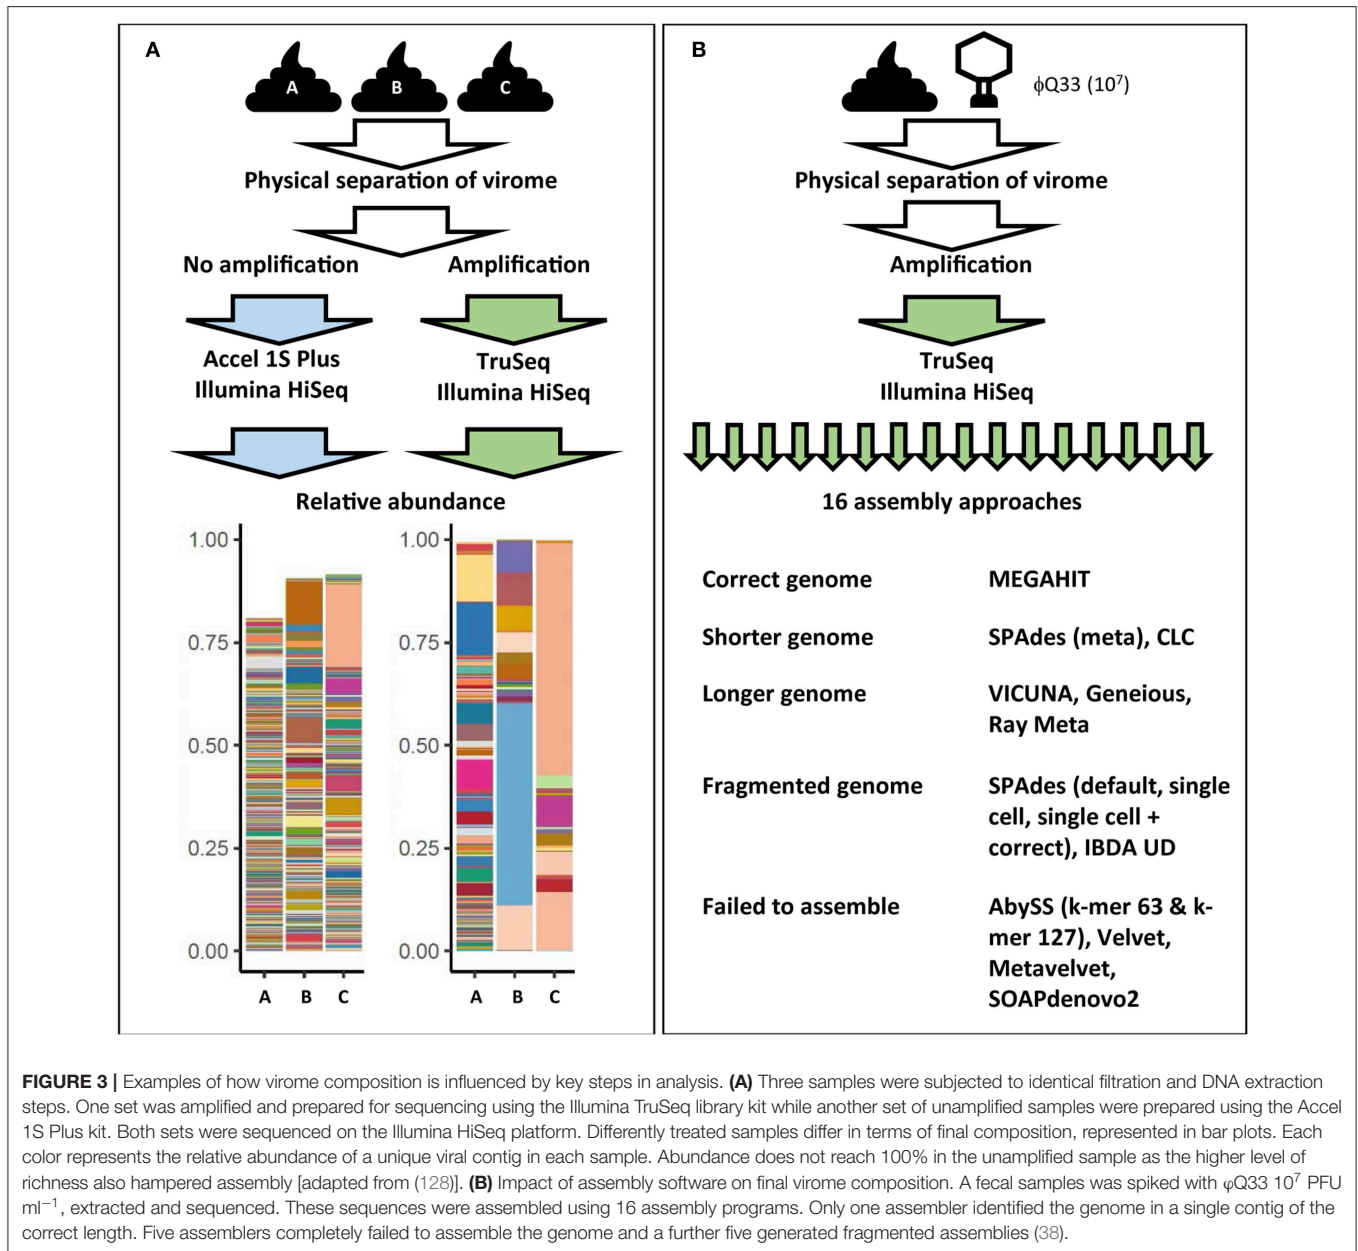 A
A
B
C
Physical separation of virome
No amplification
Amplification
Accel 1S Plus
Illumina HiSeq
TruSeq
Illumina HiSeq
Relative abundance
1.00
0.75
0.50
0.25
0.00
A
B
C
1.00
0.75
0.50
0.25
0.00
A
B
C
B
ϕQ33 (10⁷)
Physical separation of virome
Amplification
TruSeq
Illumina HiSeq
16 assembly approaches
Correct genome
MEGAHIT
Shorter genome
SPAdes (meta), CLC
Longer genome
VICUNA, Geneious,
Ray Meta
Fragmented genome
SPAdes (default, single
cell, single cell +
correct), IBDA UD
Failed to assemble
AbySS (k-mer 63 & k-
mer 127), Velvet,
Metavelvet,
SOAPdenovo2
FIGURE 3 | Examples of how virome composition is influenced by key steps in analysis. (A) Three samples were subjected to identical filtration and DNA extraction
steps. One set was amplified and prepared for sequencing using the Illumina TruSeq library kit while another set of unamplified samples were prepared using the Accel
1S Plus kit. Both sets were sequenced on the Illumina HiSeq platform. Differently treated samples differ in terms of final composition, represented in bar plots. Each
color represents the relative abundance of a unique viral contig in each sample. Abundance does not reach 100% in the unamplified sample as the higher level of
richness also hampered assembly [adapted from (128)]. (B) Impact of assembly software on final virome composition. A fecal samples was spiked with φQ33 10⁷ PFU
ml⁻¹, extracted and sequenced. These sequences were assembled using 16 assembly programs. Only one assembler identified the genome in a single contig of the
correct length. Five assemblers completely failed to assemble the genome and a further five generated fragmented assemblies (38).